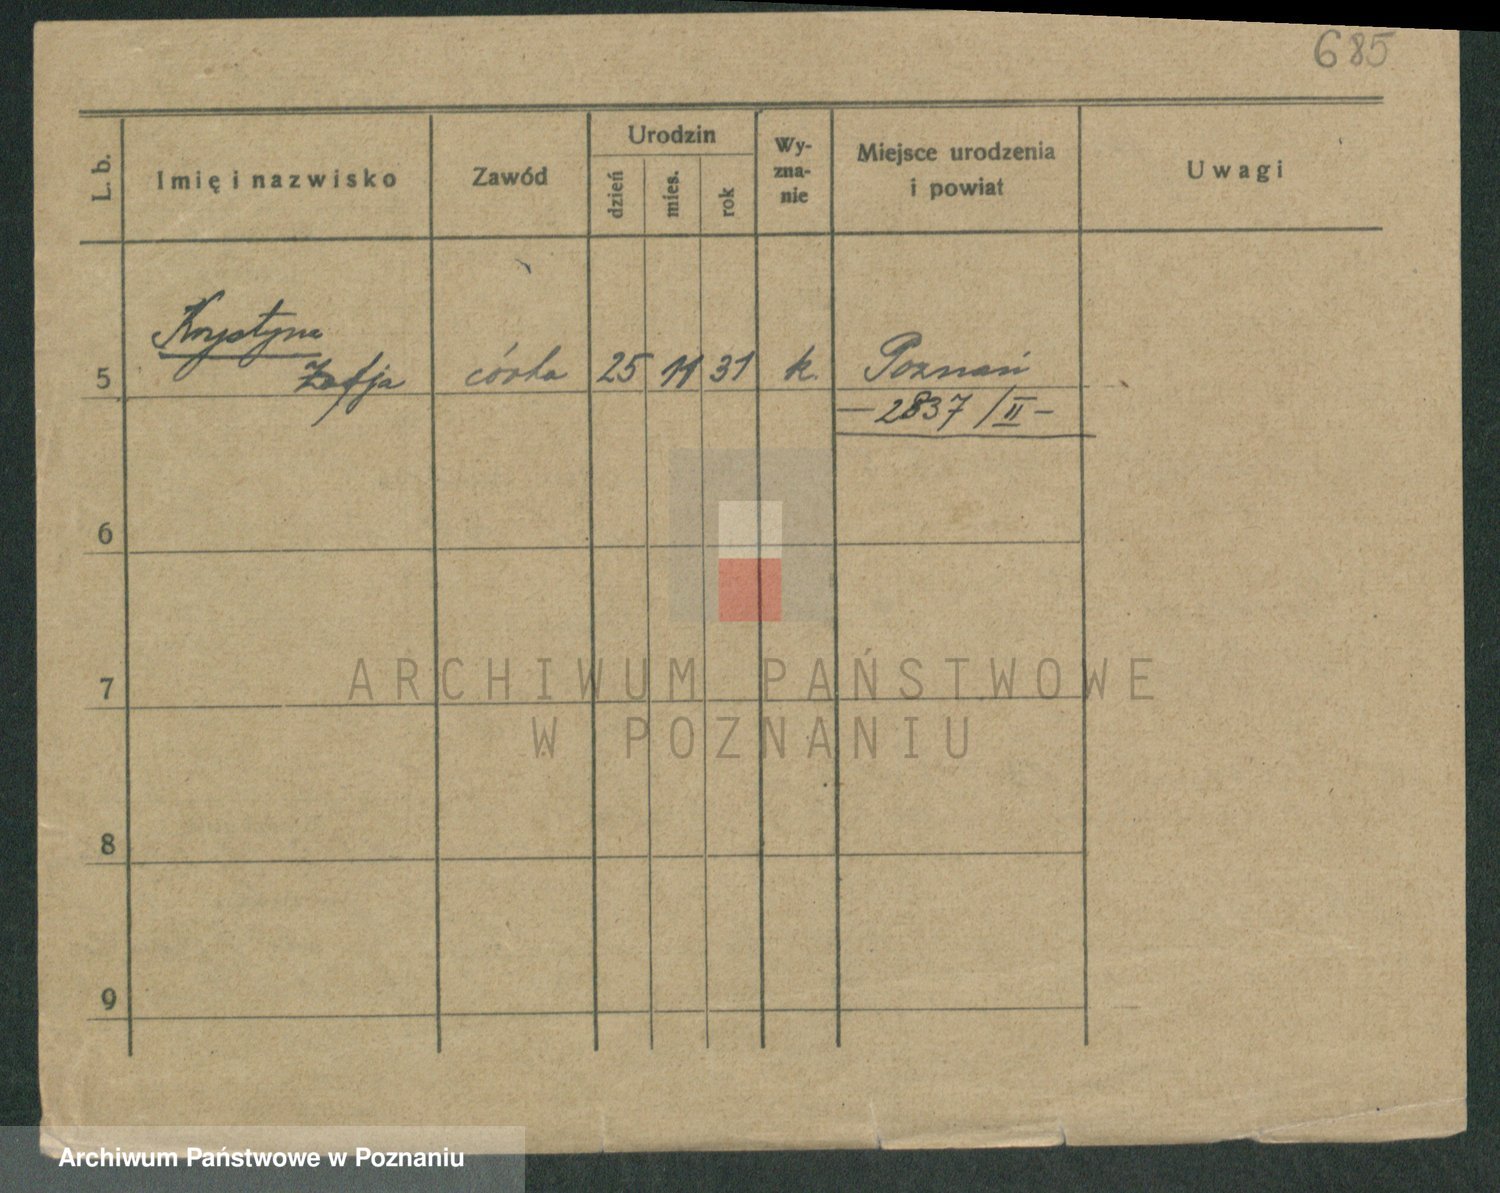 685
L. b.
Imię i nazwisko
Zawód
Urodzin
dzień
mies.
rok
Wy-
zna-
nie
Miejsce urodzenia
i powiat
Uwagi
Krystyna
5 Zofja córka 25 11 31 k. Poznań
— 2837 / II —
6
7
8
9
ARCHIWUM PAŃSTWOWE
W POZNANIU
Archiwum Państwowe w Poznaniu